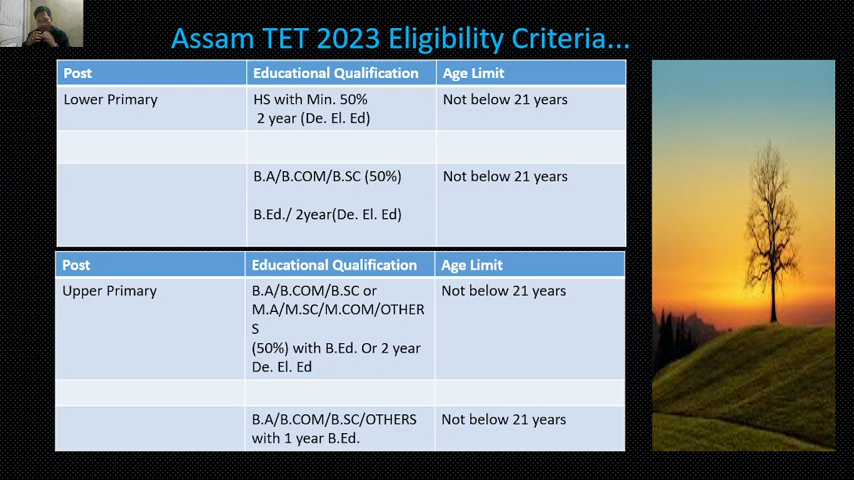 Assam TET 2023 Eligibility Criteria...
Post Educational Qualification Age Limit
Lower Primary HS with Min. 50% Not below 21 years
2 year (De. El. Ed)
B.A/B.COM/B.SC (50%) Not below 21 years
B.Ed./ 2year(De. El. Ed)
Post Educational Qualification Age Limit
Upper Primary B.A/B.COM/B.SC or Not below 21 years
M.A/M.SC/M.COM/OTHER
S
(50%) with B.Ed. Or 2 year
De. El. Ed
B.A/B.COM/B.SC/OTHERS Not below 21 years
with 1 year B.Ed.